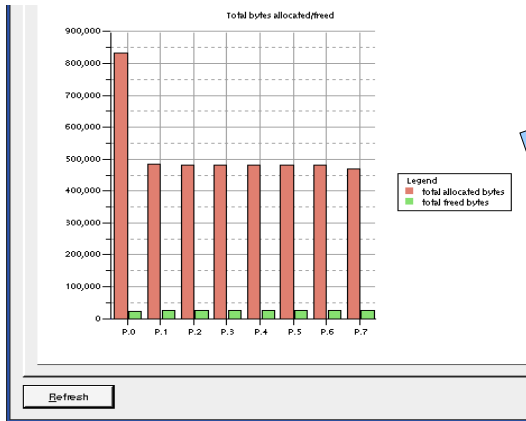 Total bytes allocated/freed
900,000
800,000
700,000
600,000
500,000
400,000
300,000
200,000
100,000
0
P.0 P.1 P.2 P.3 P.4 P.5 P.6 P.7
Legend
total allocated bytes
total freed bytes
Refresh